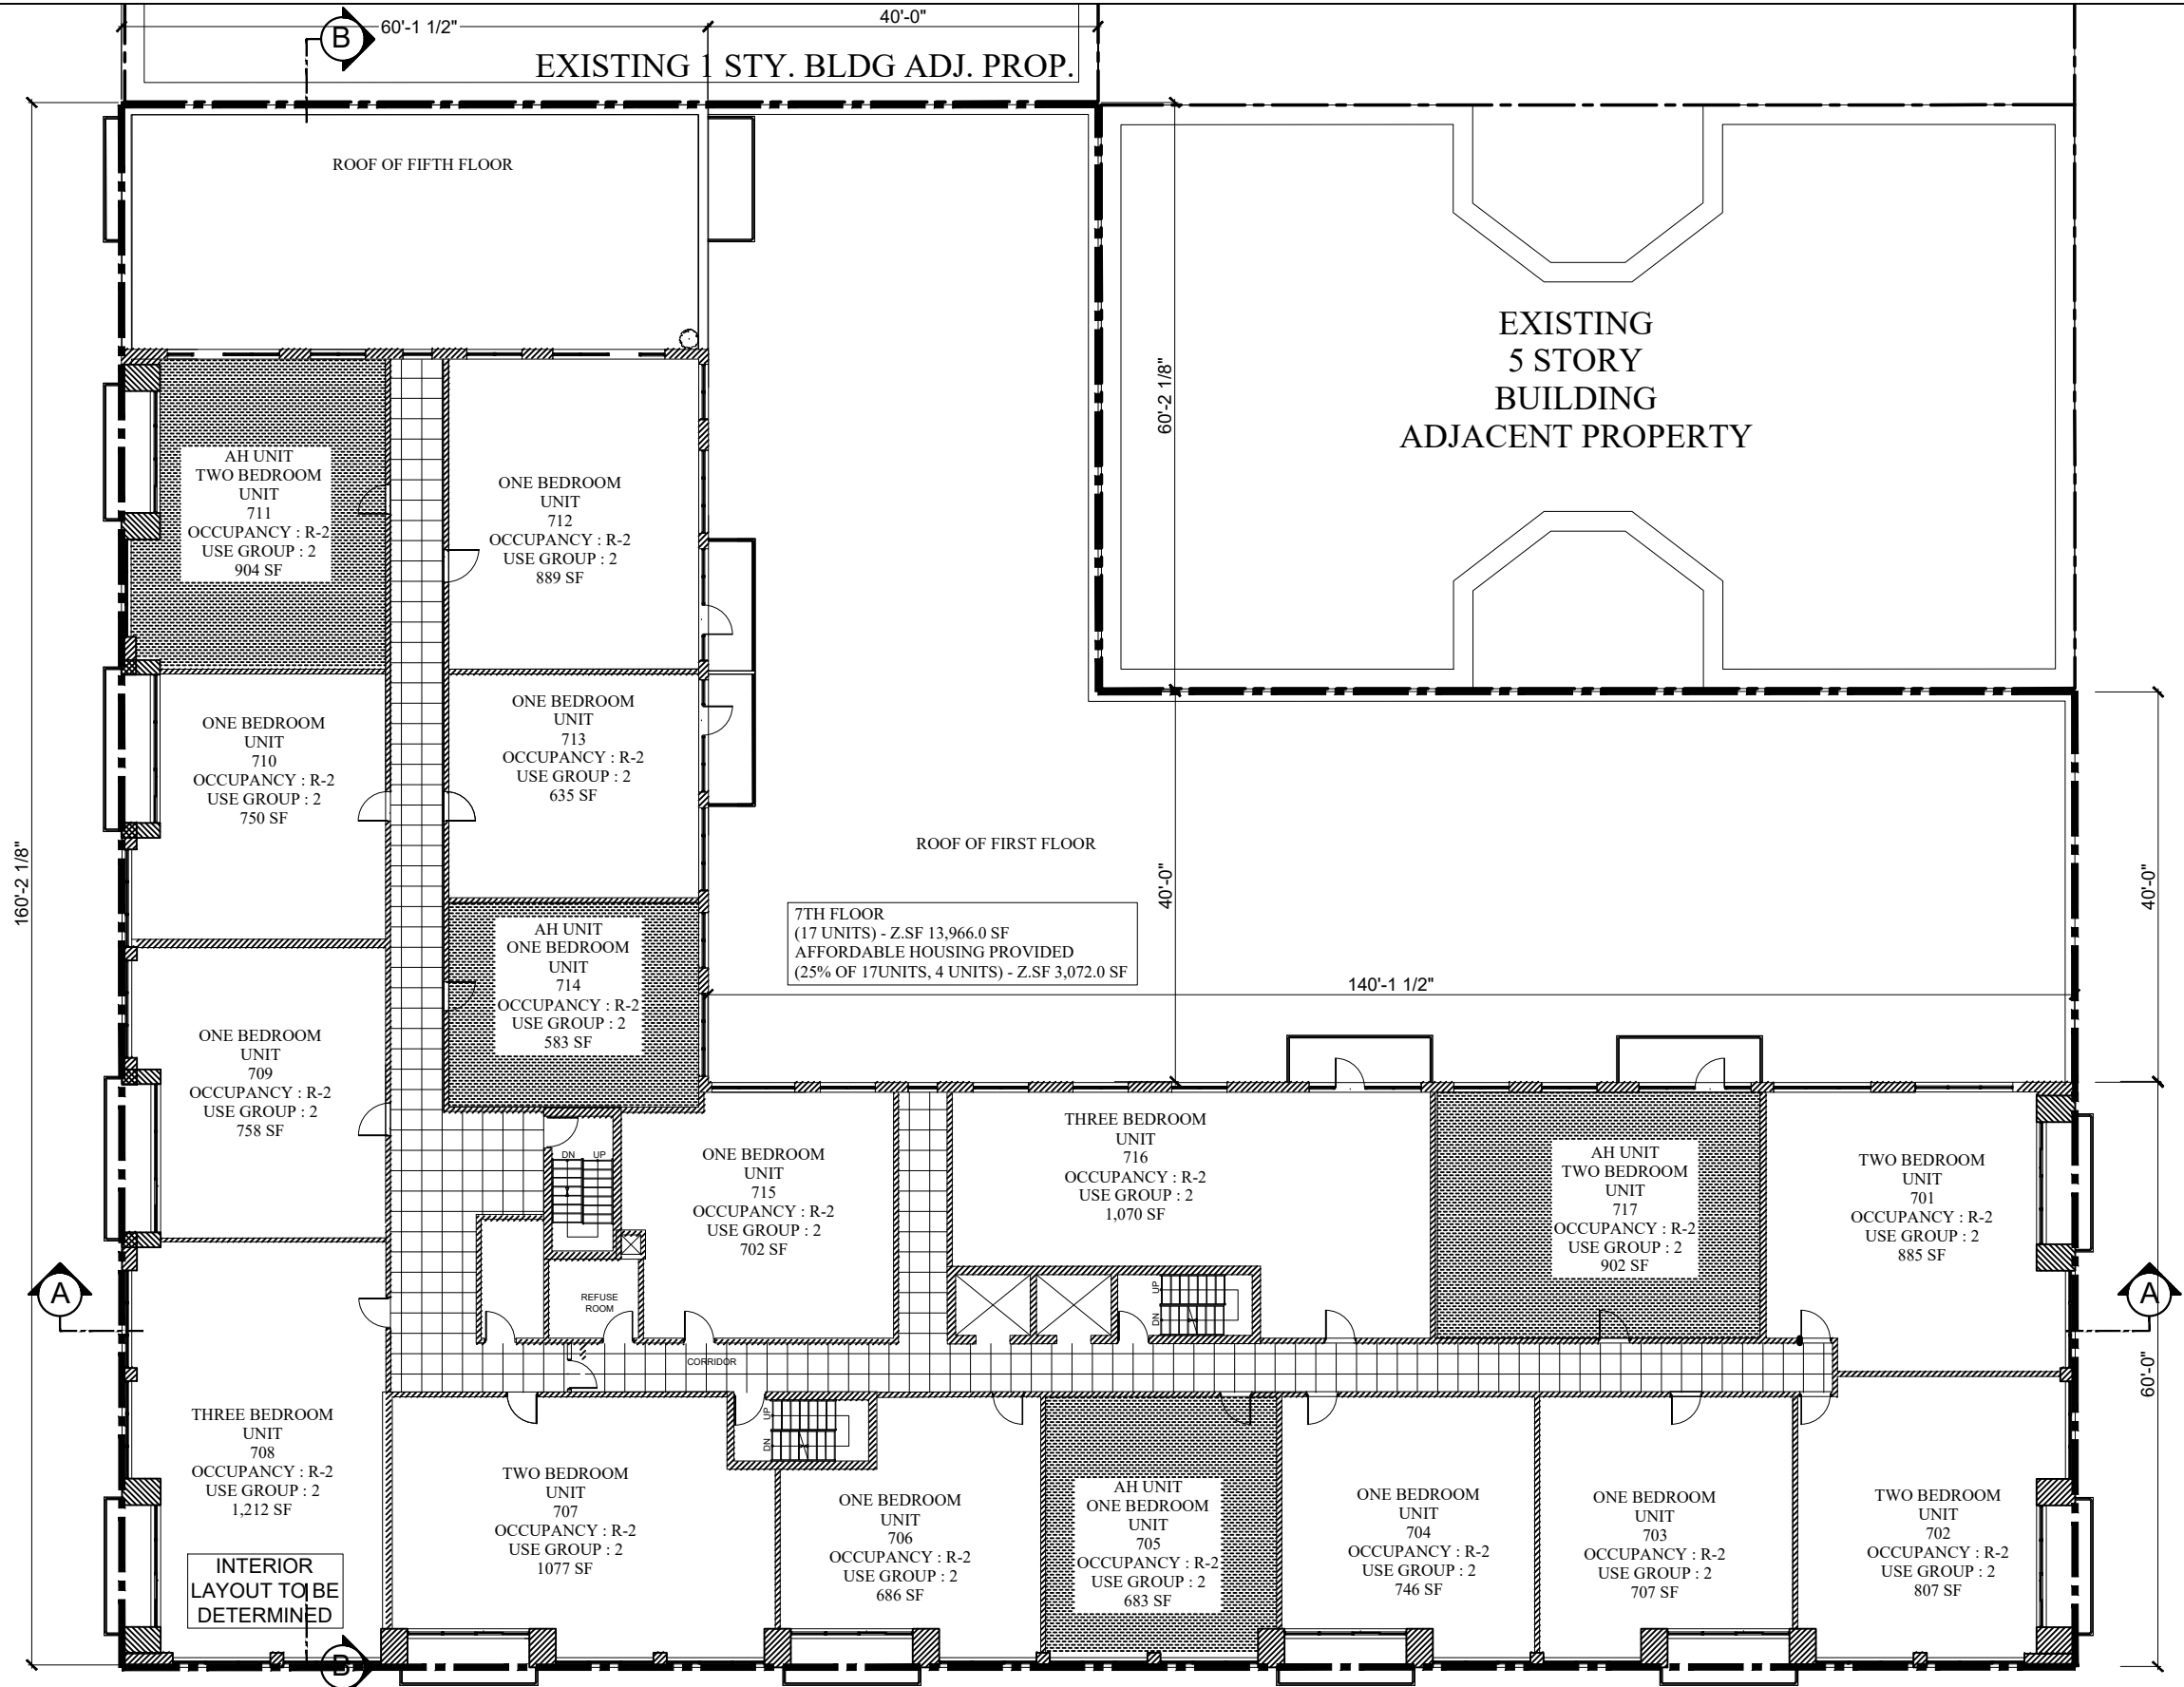 60'-1 1/2"
40'-0"
B
EXISTING 1 STY. BLDG ADJ. PROP.
ROOF OF FIFTH FLOOR
EXISTING
5 STORY
BUILDING
ADJACENT PROPERTY
60'-2 1/8"
AH UNIT
TWO BEDROOM
UNIT
711
OCCUPANCY : R-2
USE GROUP : 2
904 SF
ONE BEDROOM
UNIT
712
OCCUPANCY : R-2
USE GROUP : 2
889 SF
ONE BEDROOM
UNIT
710
OCCUPANCY : R-2
USE GROUP : 2
750 SF
ONE BEDROOM
UNIT
713
OCCUPANCY : R-2
USE GROUP : 2
635 SF
160'-2 1/8"
ROOF OF FIRST FLOOR
40'-0"
40'-0"
7TH FLOOR
(17 UNITS) - Z.SF 13,966.0 SF
AFFORDABLE HOUSING PROVIDED
(25% OF 17UNITS, 4 UNITS) - Z.SF 3,072.0 SF
AH UNIT
ONE BEDROOM
UNIT
714
OCCUPANCY : R-2
USE GROUP : 2
583 SF
140'-1 1/2"
ONE BEDROOM
UNIT
709
OCCUPANCY : R-2
USE GROUP : 2
758 SF
DN UP
ONE BEDROOM
UNIT
715
OCCUPANCY : R-2
USE GROUP : 2
702 SF
THREE BEDROOM
UNIT
716
OCCUPANCY : R-2
USE GROUP : 2
1,070 SF
AH UNIT
TWO BEDROOM
UNIT
717
OCCUPANCY : R-2
USE GROUP : 2
902 SF
TWO BEDROOM
UNIT
701
OCCUPANCY : R-2
USE GROUP : 2
885 SF
A
REFUSE
ROOM
UP
DN
A
CORRIDOR
60'-0"
THREE BEDROOM
UNIT
708
OCCUPANCY : R-2
USE GROUP : 2
1,212 SF
INTERIOR
LAYOUT TO BE
DETERMINED
TWO BEDROOM
UNIT
707
OCCUPANCY : R-2
USE GROUP : 2
1077 SF
UP
DN
ONE BEDROOM
UNIT
706
OCCUPANCY : R-2
USE GROUP : 2
686 SF
AH UNIT
ONE BEDROOM
UNIT
705
OCCUPANCY : R-2
USE GROUP : 2
683 SF
ONE BEDROOM
UNIT
704
OCCUPANCY : R-2
USE GROUP : 2
746 SF
ONE BEDROOM
UNIT
703
OCCUPANCY : R-2
USE GROUP : 2
707 SF
TWO BEDROOM
UNIT
702
OCCUPANCY : R-2
USE GROUP : 2
807 SF
B